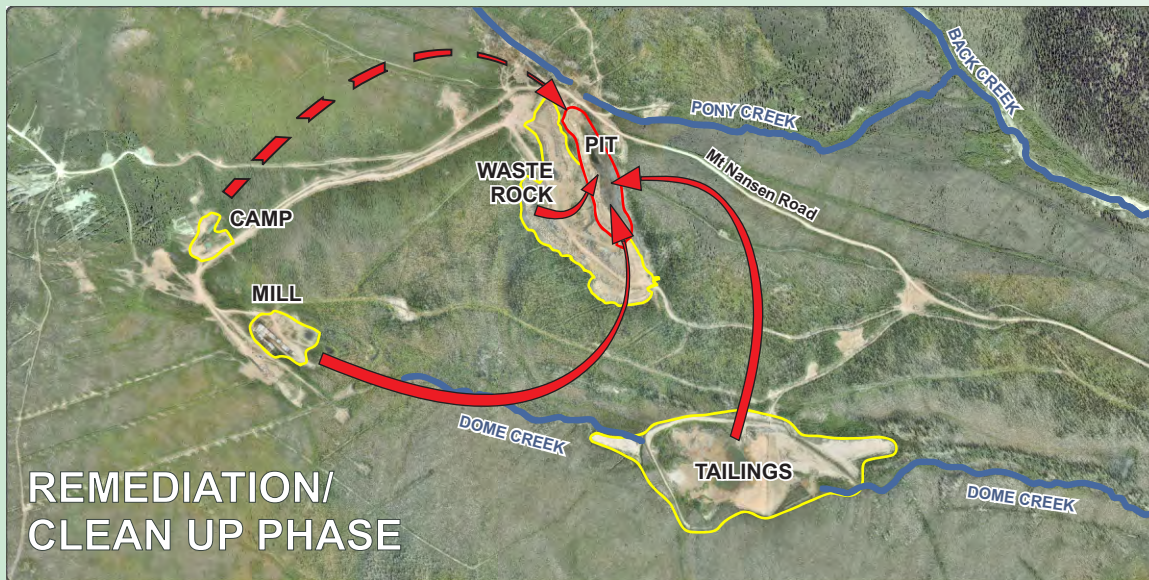 BACK CREEK
PONY CREEK
PIT
Mt Nansen Road
WASTE
ROCK
CAMP
MILL
DOME CREEK
TAILINGS
DOME CREEK
REMEDIATION/
CLEAN UP PHASE